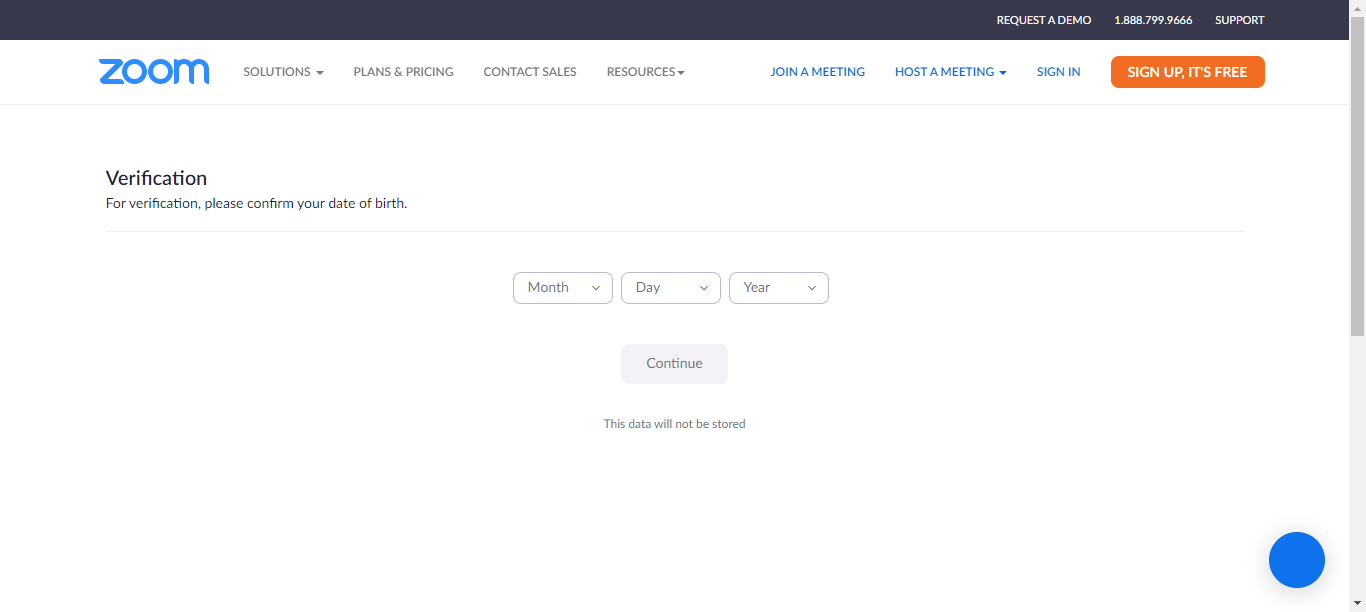 REQUEST A DEMO 1.888.799.9666 SUPPORT
zoom SOLUTIONS PLANS & PRICING CONTACT SALES RESOURCES JOIN A MEETING HOST A MEETING SIGN IN SIGN UP, IT'S FREE
Verification
For verification, please confirm your date of birth.
Month Day Year
Continue
This data will not be stored